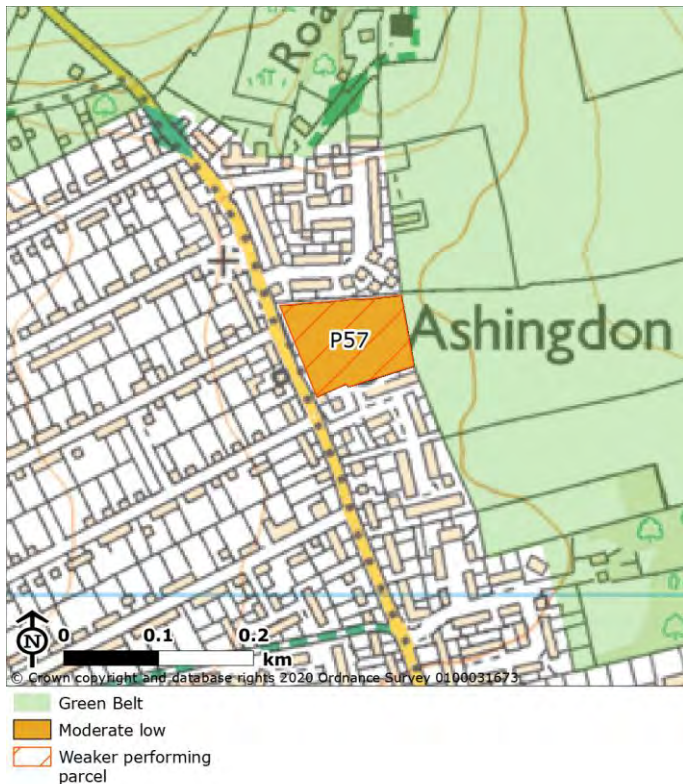 Roa
P57
Ashingdon
N
0 0.1 0.2
km
© Crown copyright and database rights 2020 Ordnance Survey 0100031673
Green Belt
Moderate low
Weaker performing
parcel